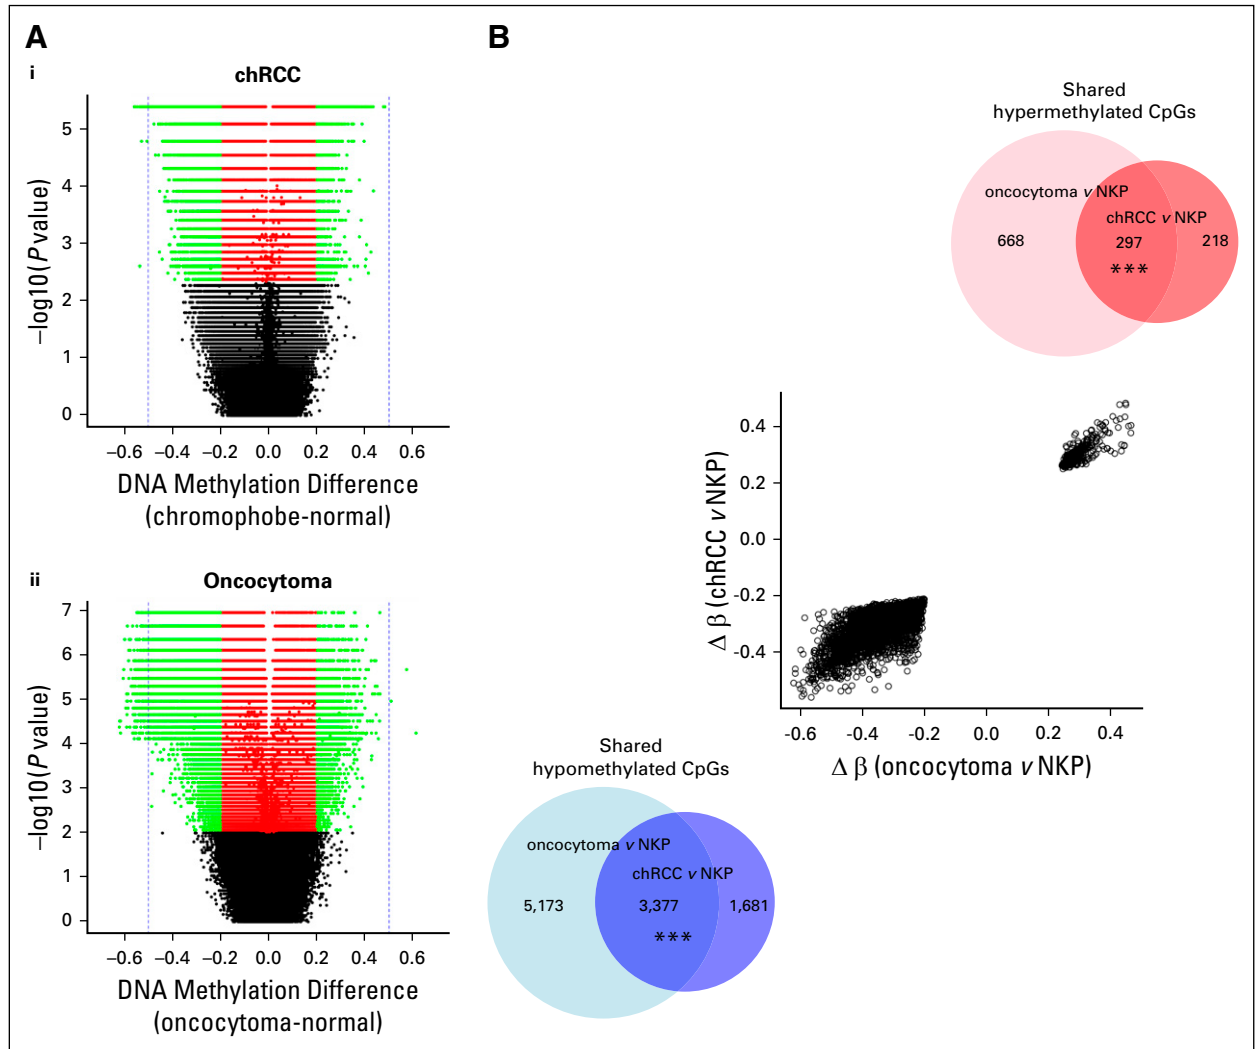 A
i
chRCC
5
4
3
2
1
0
–log10(P value)
–0.6 –0.4 –0.2 0.0 0.2 0.4 0.6
DNA Methylation Difference
(chromophobe-normal)
ii
Oncocytoma
7
6
5
4
3
2
1
0
–log10(P value)
–0.6 –0.4 –0.2 0.0 0.2 0.4 0.6
DNA Methylation Difference
(oncocytoma-normal)
B
Shared
hypermethylated CpGs
oncocytoma v NKP
chRCC v NKP
668 297 218
***
0.4
0.2
0.0
-0.2
-0.4
Δ β (chRCC v NKP)
-0.6 -0.4 -0.2 0.0 0.2 0.4
Δ β (oncocytoma v NKP)
Shared
hypomethylated CpGs
oncocytoma v NKP
chRCC v NKP
5,173 3,377 1,681
***